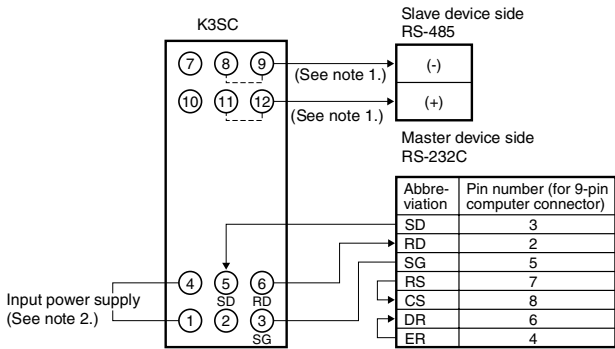 K3SC
Slave device side
RS-485
7 8 9
(See note 1.)
(-)
10 11 12
(See note 1.)
(+)
Master device side
RS-232C
Abbre-
viation
Pin number (for 9-pin
computer connector)
SD 3
RD 2
SG 5
RS 7
CS 8
DR 6
ER 4
4 5 6
SD RD
Input power supply
(See note 2.)
1 2 3
SG